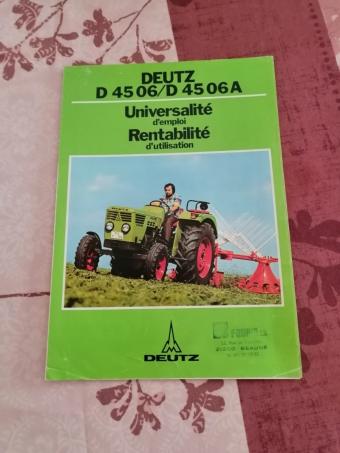 DEUTZ
D 4506/D 4506A
Universalité
d'emploi
Rentabilité
d'utilisation
DEUTZ